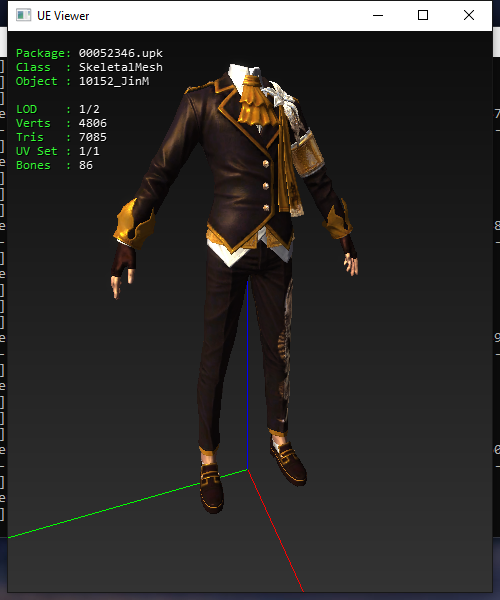 UE Viewer
Package: 00052346.upk
Class  : SkeletalMesh
Object : 10152_JinM
LOD    : 1/2
Verts  : 4806
Tris   : 7085
UV Set : 1/1
Bones  : 86